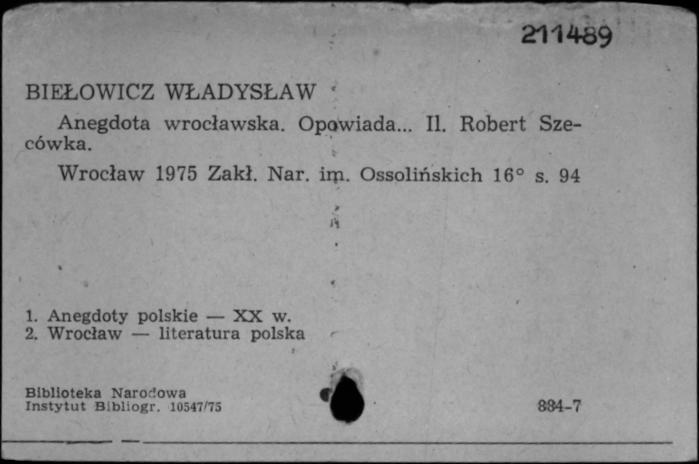 211489
BIEŁOWICZ WŁADYSŁAW
Anegdota wrocławska. Opowiada... Il. Robert Sze-
cówka.
Wrocław 1975 Zakł. Nar. im. Ossolińskich 16° s. 94
1. Anegdoty polskie — XX w.
2. Wrocław — literatura polska
Biblioteka Narodowa
Instytut Bibliogr. 10547/75
884-7